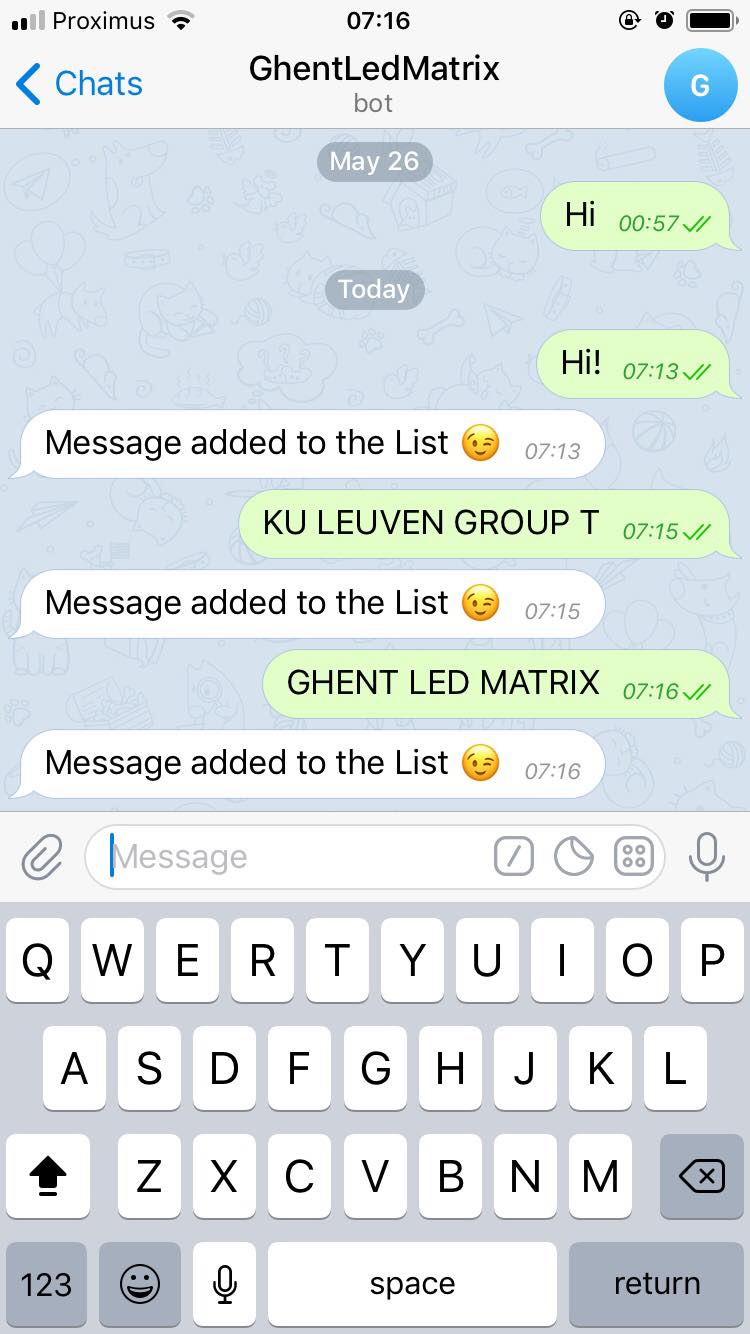 Proximus 07:16
Chats GhentLedMatrix G
bot
May 26
Hi 00:57
Today
Hi! 07:13
Message added to the List 😉 07:13
KU LEUVEN GROUP T 07:15
Message added to the List 😉 07:15
GHENT LED MATRIX 07:16
Message added to the List 😉 07:16
Message
Q W E R T Y U I O P
A S D F G H J K L
Z X C V B N M
123 space return